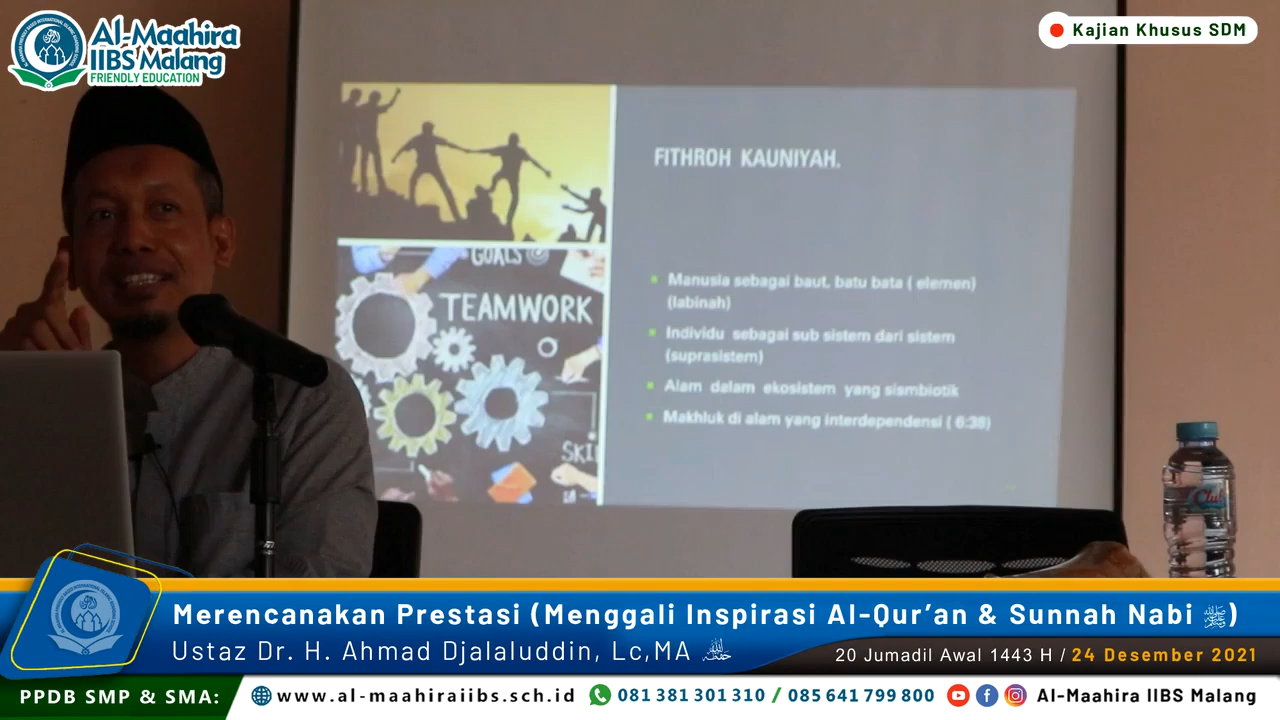 Al-Maahira
IIBS Malang
FRIENDLY EDUCATION
Kajian Khusus SDM
FITHROH KAUNIYAH.
GOALS
TEAMWORK
Manusia sebagai baut, batu bata ( elemen)
(labinah)
Individu sebagai sub sistem dari sistem
(suprasistem)
Alam dalam ekosistem yang sismbiotik
Makhluk di alam yang interdependensi ( 6:38)
SKI
Club
Merencanakan Prestasi (Menggali Inspirasi Al-Qur’an & Sunnah Nabi ﷺ)
Ustaz Dr. H. Ahmad Djalaluddin, Lc,MA
20 Jumadil Awal 1443 H / 24 Desember 2021
PPDB SMP & SMA: www.al-maahiraiibs.sch.id 081 381 301 310 / 085 641 799 800 Al-Maahira IIBS Malang